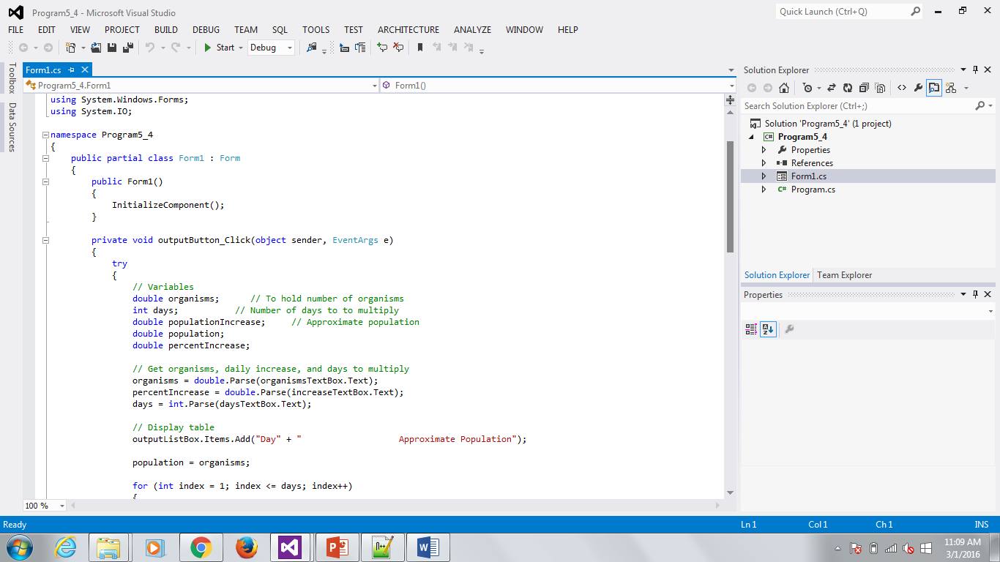 Program5_4 - Microsoft Visual Studio
Quick Launch (Ctrl+Q)
FILE EDIT VIEW PROJECT BUILD DEBUG TEAM SQL TOOLS TEST ARCHITECTURE ANALYZE WINDOW HELP
Start Debug
Toolbox
Data Sources
Form1.cs
Program5_4.Form1
Form1()
using System.Windows.Forms;
using System.IO;
namespace Program5_4
{
public partial class Form1 : Form
{
public Form1()
{
InitializeComponent();
}
private void outputButton_Click(object sender, EventArgs e)
{
try
{
// Variables
double organisms; // To hold number of organisms
int days; // Number of days to to multiply
double populationIncrease; // Approximate population
double population;
double percentIncrease;
// Get organisms, daily increase, and days to multiply
organisms = double.Parse(organismsTextBox.Text);
percentIncrease = double.Parse(increaseTextBox.Text);
days = int.Parse(daysTextBox.Text);
// Display table
outputListBox.Items.Add("Day" + " Approximate Population");
population = organisms;
for (int index = 1; index <= days; index++)
{
100 %
Solution Explorer
Search Solution Explorer (Ctrl+;)
Solution 'Program5_4' (1 project)
C# Program5_4
Properties
References
Form1.cs
C# Program.cs
Solution Explorer Team Explorer
Properties
Ready
Ln 1 Col 1 Ch 1 INS
11:09 AM
3/1/2016